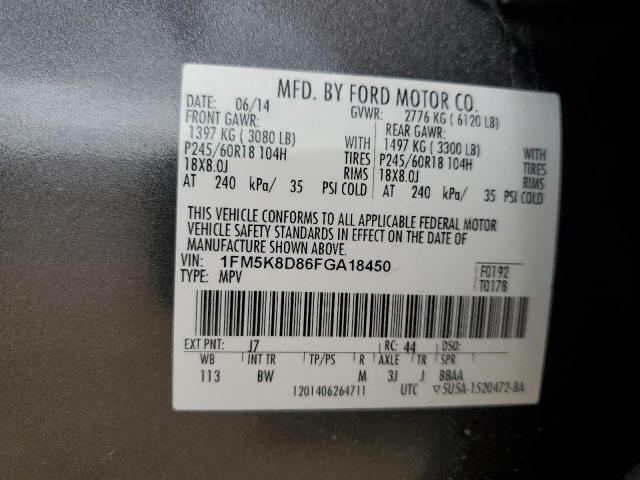 MFD. BY FORD MOTOR CO.
DATE: 06/14 GVWR: 2776 KG ( 6120 LB)
FRONT GAWR: REAR GAWR:
1397 KG ( 3080 LB) WITH 1497 KG ( 3300 LB) WITH
P245/60R18 104H TIRES P245/60R18 104H TIRES
18X8.0J RIMS 18X8.0J RIMS
AT 240 kPa/ 35 PSI COLD AT 240 kPa/ 35 PSI COLD
THIS VEHICLE CONFORMS TO ALL APPLICABLE FEDERAL MOTOR
VEHICLE SAFETY STANDARDS IN EFFECT ON THE DATE OF
MANUFACTURE SHOWN ABOVE.
VIN: 1FM5K8D86FGA18450 F0192
TYPE: MPV T0178
EXT PNT: J7 RC: 44 DSO:
WB INT TR TP/PS R AXLE TR SPR
113 BW M 3J J BBAA
1201406264711 UTC ▽5U5A-1520472-BA